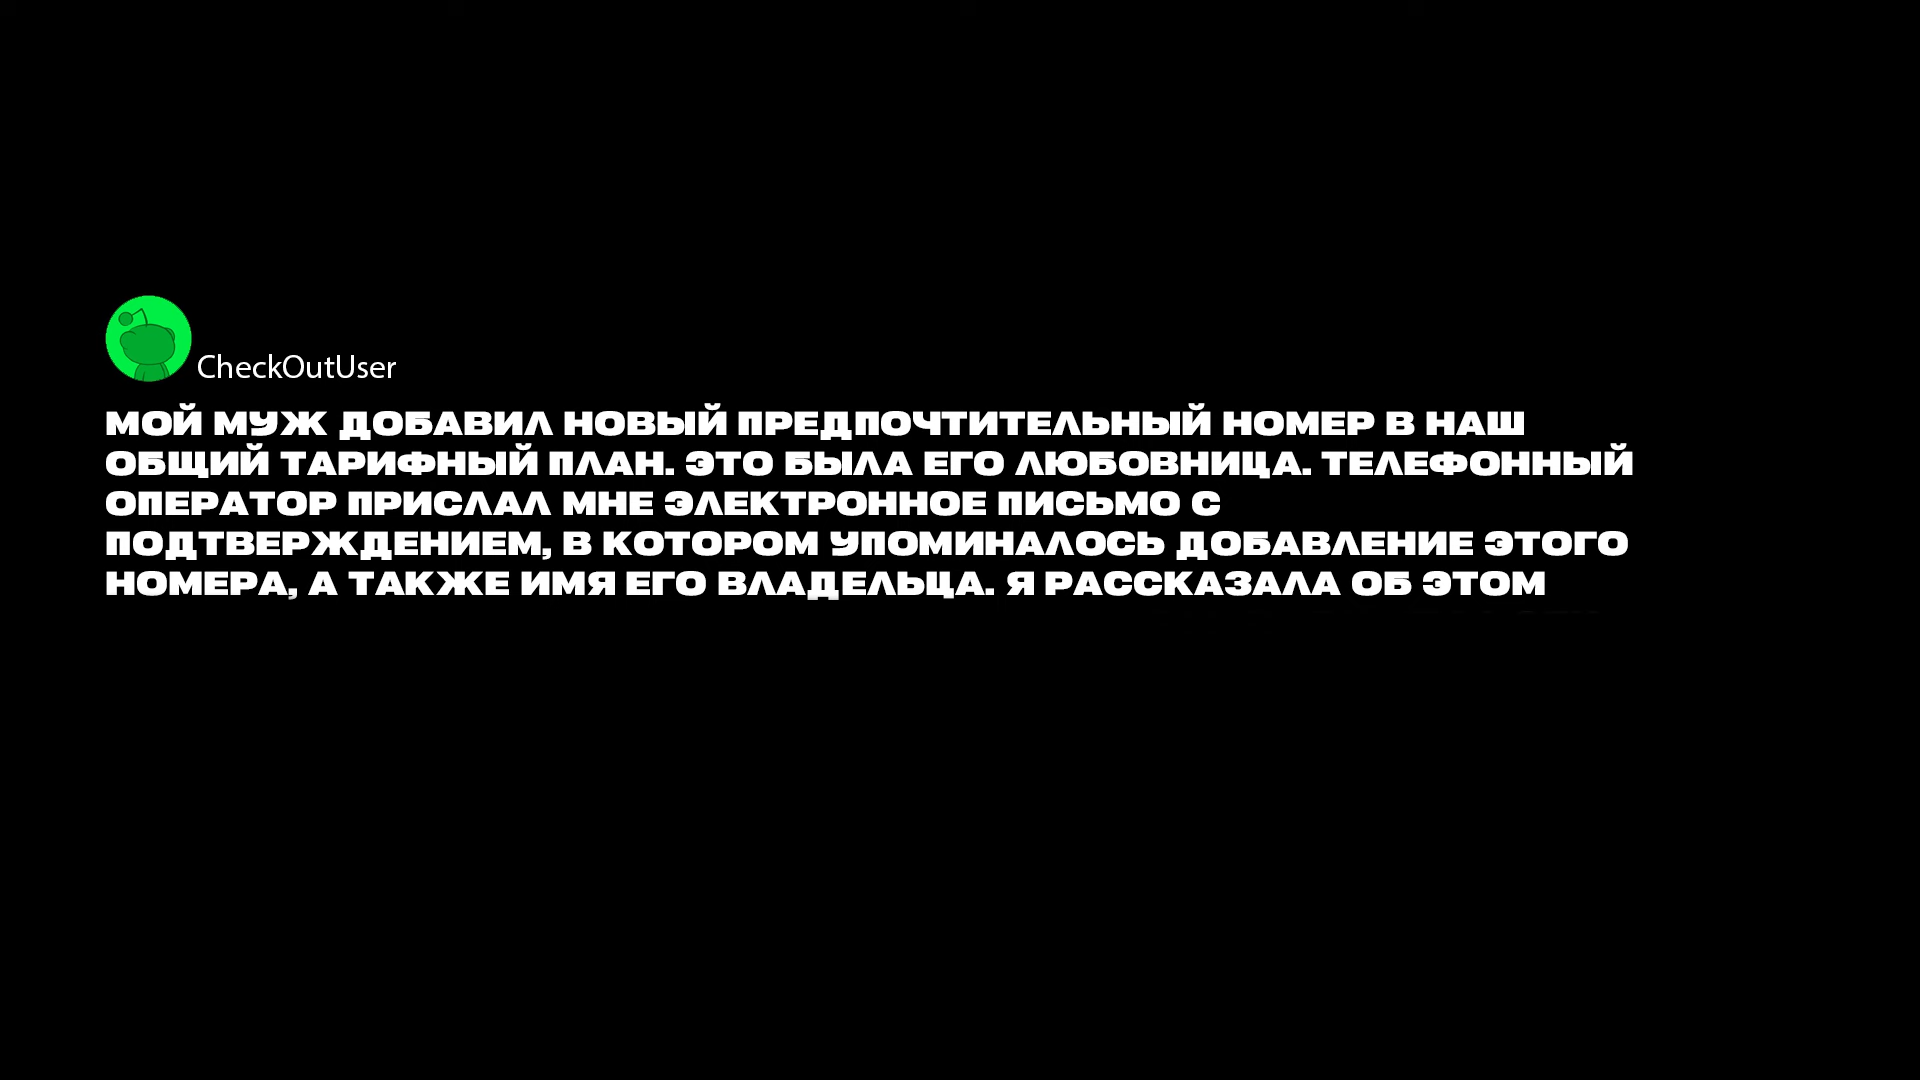 CheckOutUser
МОЙ МУЖ ДОБАВИЛ НОВЫЙ ПРЕДПОЧТИТЕЛЬНЫЙ НОМЕР В НАШ
ОБЩИЙ ТАРИФНЫЙ ПЛАН. ЭТО БЫЛА ЕГО ЛЮБОВНИЦА. ТЕЛЕФОННЫЙ
ОПЕРАТОР ПРИСЛАЛ МНЕ ЭЛЕКТРОННОЕ ПИСЬМО С
ПОДТВЕРЖДЕНИЕМ, В КОТОРОМ УПОМИНАЛОСЬ ДОБАВЛЕНИЕ ЭТОГО
НОМЕРА, А ТАКЖЕ ИМЯ ЕГО ВЛАДЕЛЬЦА. Я РАССКАЗАЛА ОБ ЭТОМ